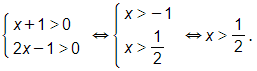 { x + 1 > 0
2x - 1 > 0 ⇔ { x > -1
x > 1/2 ⇔ x > 1/2 .